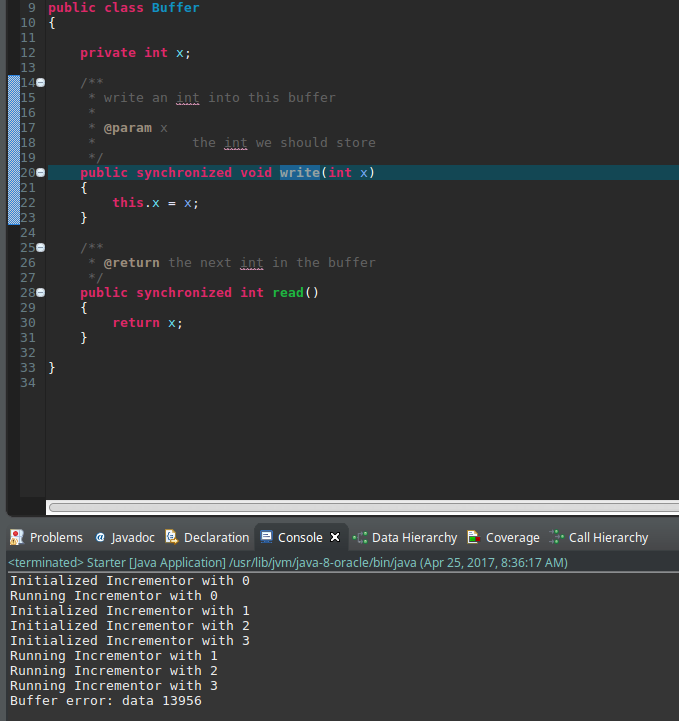 9 public class Buffer
10 {
11
12     private int x;
13
14     /**
15      * write an int into this buffer
16      *
17      * @param x
18      *            the int we should store
19      */
20     public synchronized void write(int x)
21     {
22         this.x = x;
23     }
24
25     /**
26      * @return the next int in the buffer
27      */
28     public synchronized int read()
29     {
30         return x;
31     }
32
33 }
34
Problems @ Javadoc Declaration Console Data Hierarchy Coverage Call Hierarchy
<terminated> Starter [Java Application] /usr/lib/jvm/java-8-oracle/bin/java (Apr 25, 2017, 8:36:17 AM)
Initialized Incrementor with 0
Running Incrementor with 0
Initialized Incrementor with 1
Initialized Incrementor with 2
Initialized Incrementor with 3
Running Incrementor with 1
Running Incrementor with 2
Running Incrementor with 3
Buffer error: data 13956